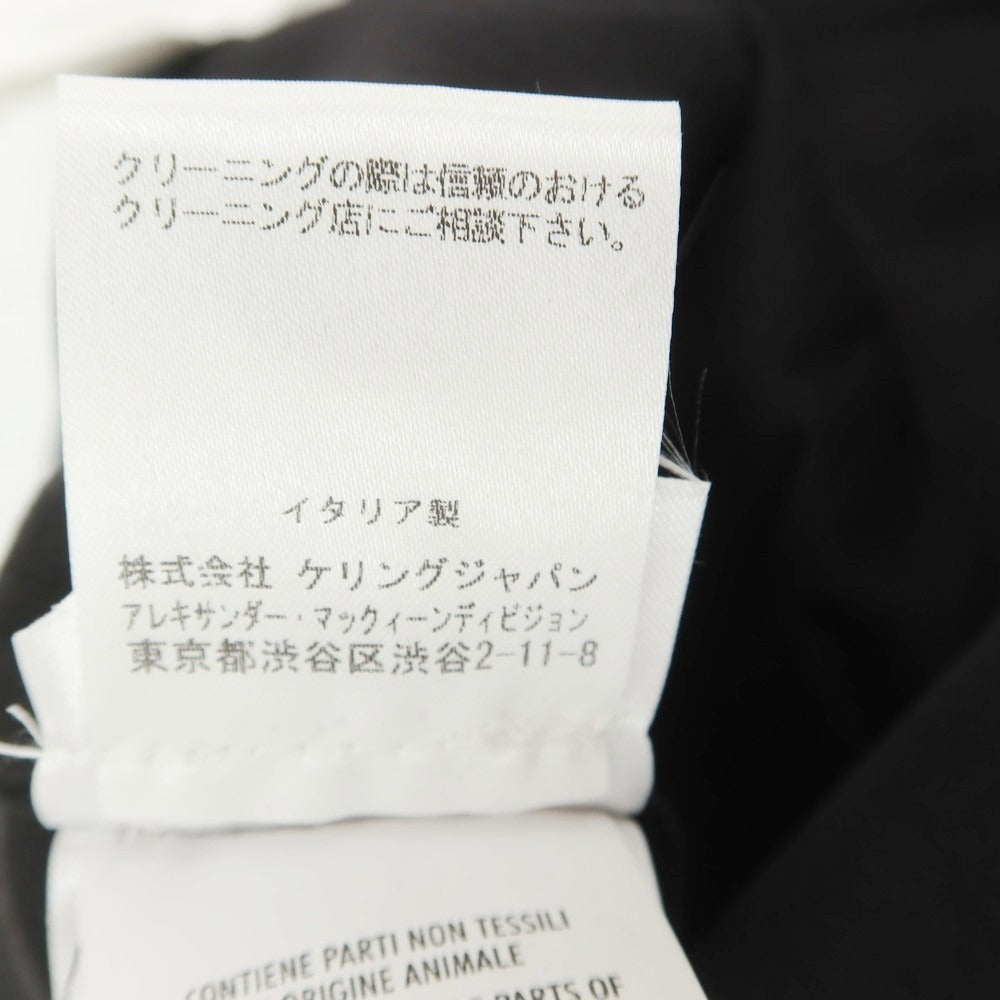 クリーニングの際は信頼のおける
クリーニング店にご相談下さい。
イタリア製
株式会社 ケリングジャパン
アレキサンダー・マックィーンディビジョン
東京都渋谷区渋谷2-11-8
CONTIENE PARTI NON TESSILI
ORIGINE ANIMALE
PARTS OF